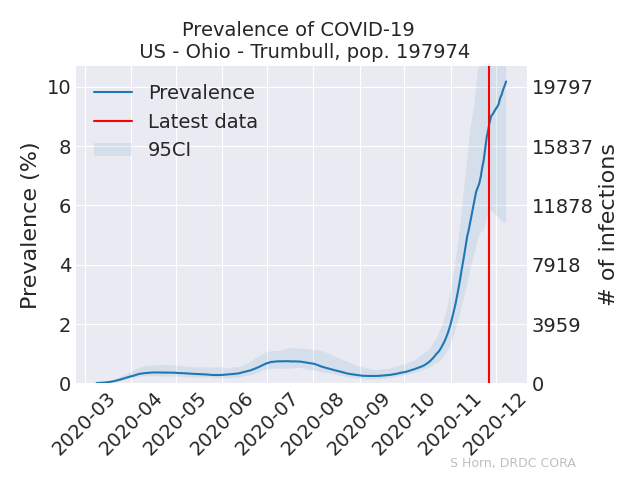 Prevalence of COVID-19
US - Ohio - Trumbull, pop. 197974
Prevalence
Latest data
95CI
Prevalence (%)
10
8
6
4
2
0
19797
15837
11878
7918
3959
0
# of infections
2020-03
2020-04
2020-05
2020-06
2020-07
2020-08
2020-09
2020-10
2020-11
2020-12
S Horn, DRDC CORA